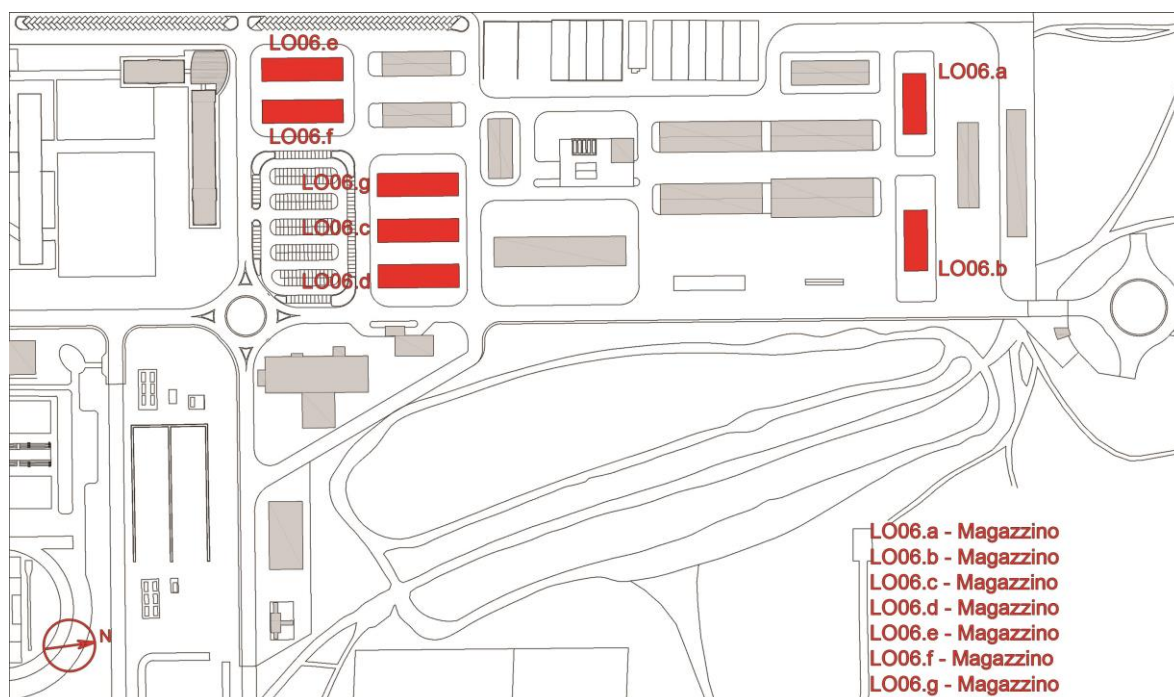 LO06.e
LO06.a
LO06.f
LO06.g
LO06.c
LO06.b
LO06.d
N
LO06.a - Magazzino
LO06.b - Magazzino
LO06.c - Magazzino
LO06.d - Magazzino
LO06.e - Magazzino
LO06.f - Magazzino
LO06.g - Magazzino